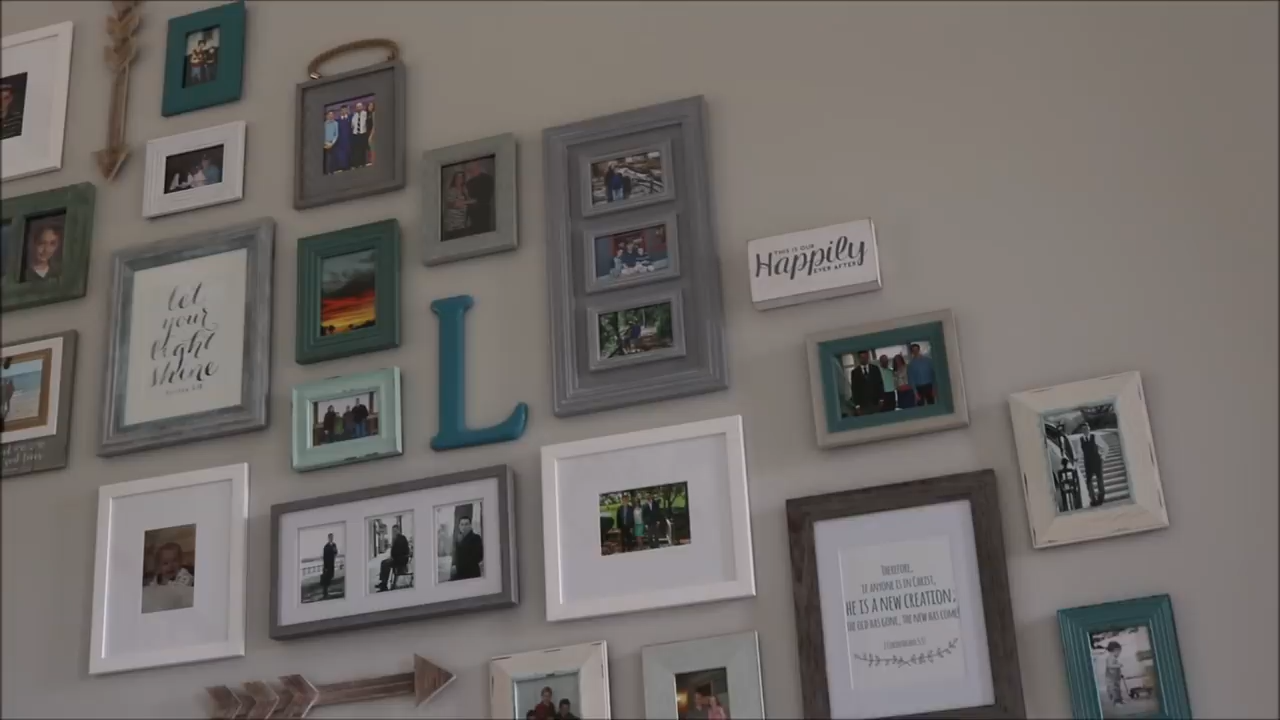 let
your
light
shine
L
THIS IS OUR
Happily
EVER AFTER
THEREFORE,
IF ANYONE IS IN CHRIST,
HE IS A NEW CREATION;
THE OLD HAS GONE, THE NEW HAS COME!